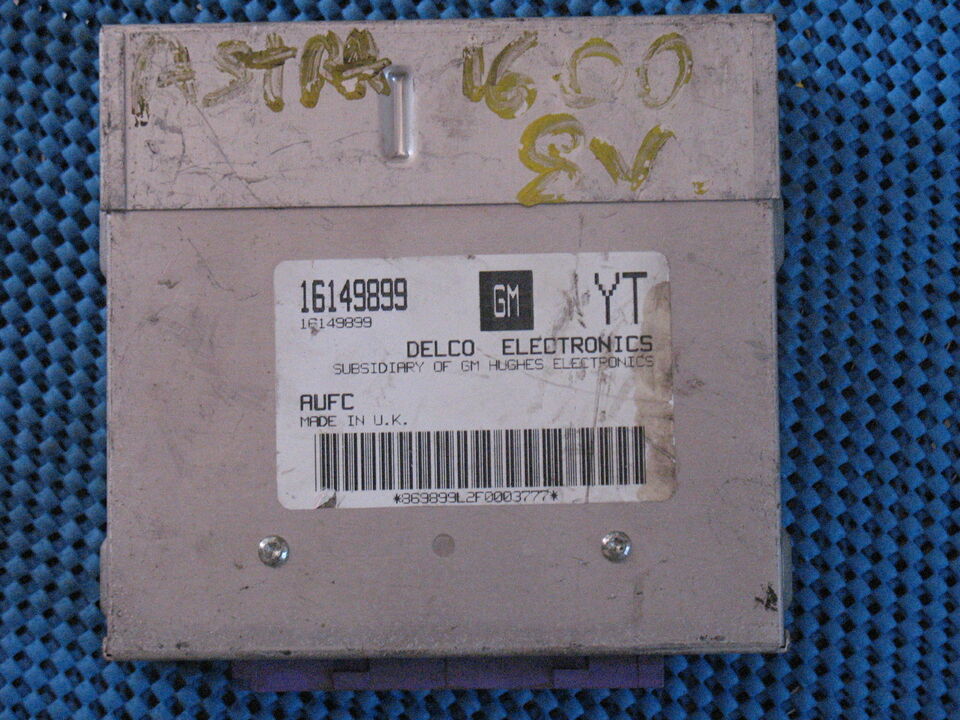 ASTRA 1600
8V.
16149899
GM
YT
16149899
DELCO ELECTRONICS
SUBSIDIARY OF GM HUGHES ELECTRONICS
AUFC
MADE IN U.K.
*869899L2F0003777*